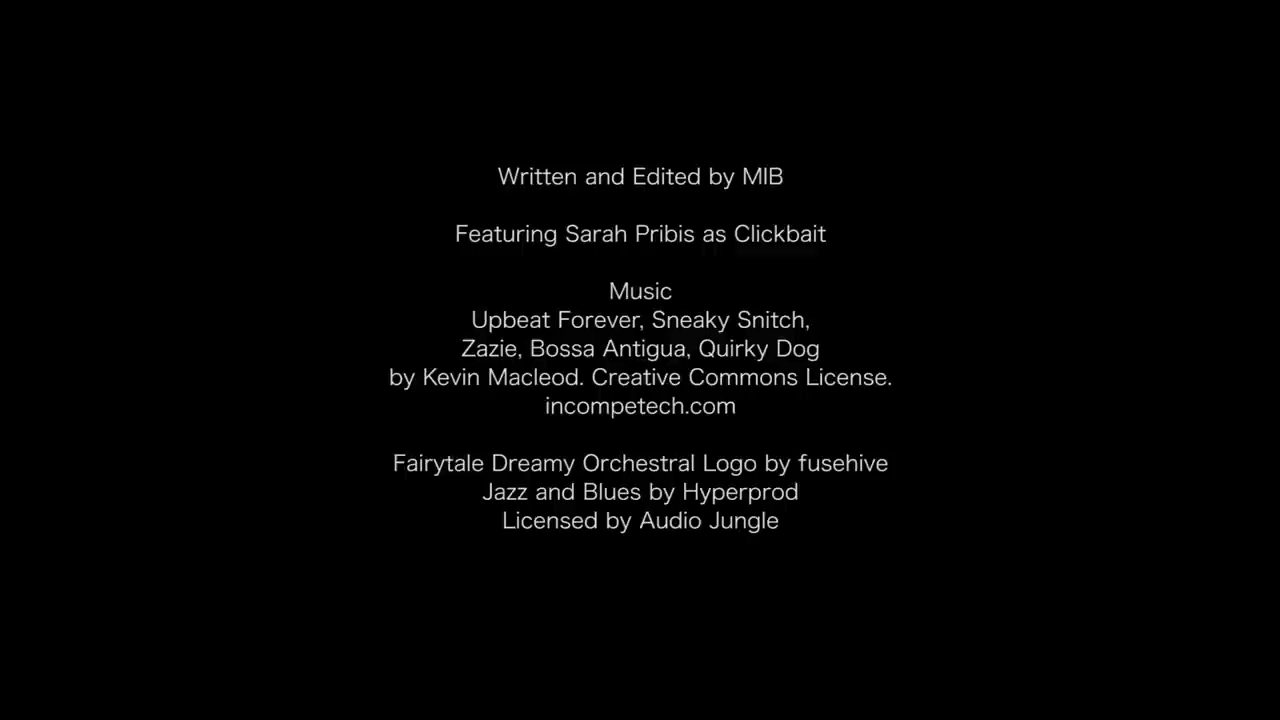 Written and Edited by MIB
Featuring Sarah Pribis as Clickbait
Music
Upbeat Forever, Sneaky Snitch,
Zazie, Bossa Antigua, Quirky Dog
by Kevin Macleod. Creative Commons License.
incompetech.com
Fairytale Dreamy Orchestral Logo by fusehive
Jazz and Blues by Hyperprod
Licensed by Audio Jungle